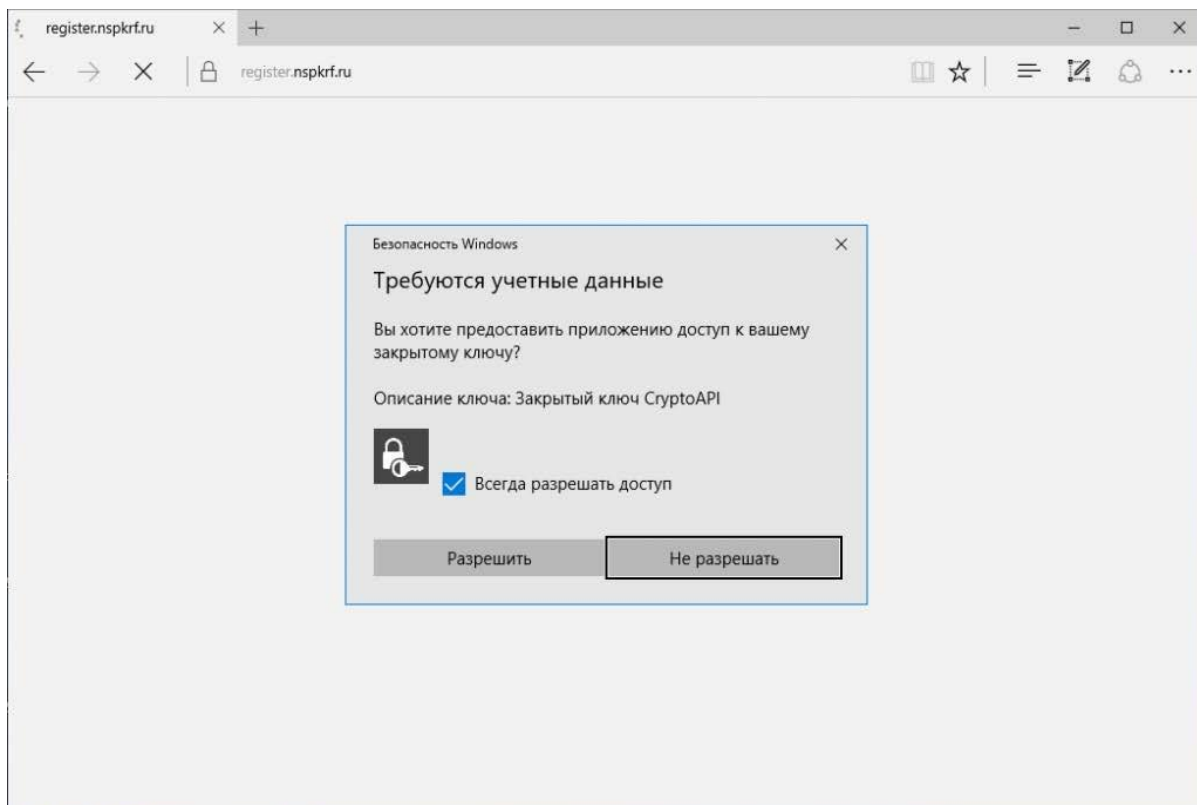 register.nspkrf.ru
register.nspkrf.ru
Безопасность Windows
Требуются учетные данные
Вы хотите предоставить приложению доступ к вашему
закрытому ключу?
Описание ключа: Закрытый ключ CryptoAPI
Всегда разрешать доступ
Разрешить
Не разрешать